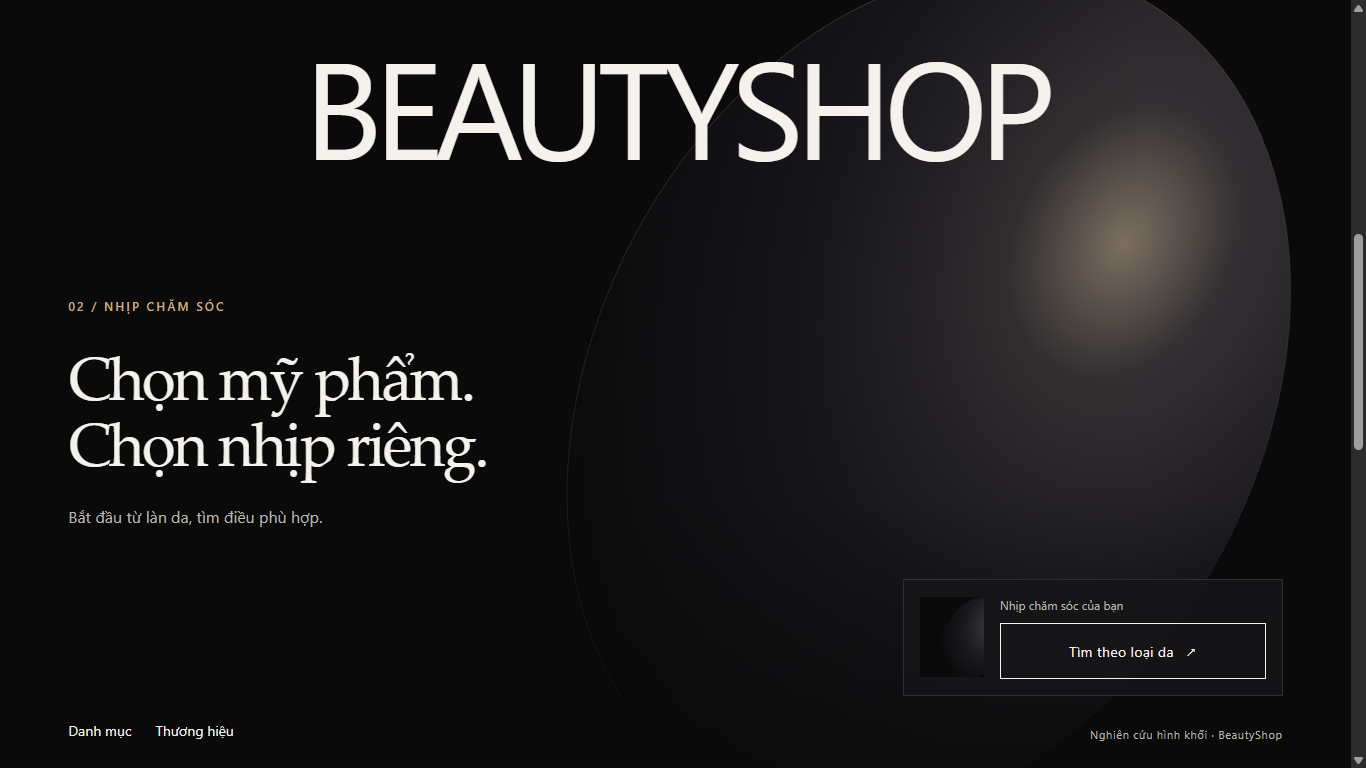 BEAUTYSHOP
02 / NHỊP CHĂM SÓC
Chọn mỹ phẩm.
Chọn nhịp riêng.
Bắt đầu từ làn da, tìm điều phù hợp.
Nhịp chăm sóc của bạn
Tìm theo loại da ↗
Danh mục Thương hiệu
Nghiên cứu hình khối · BeautyShop